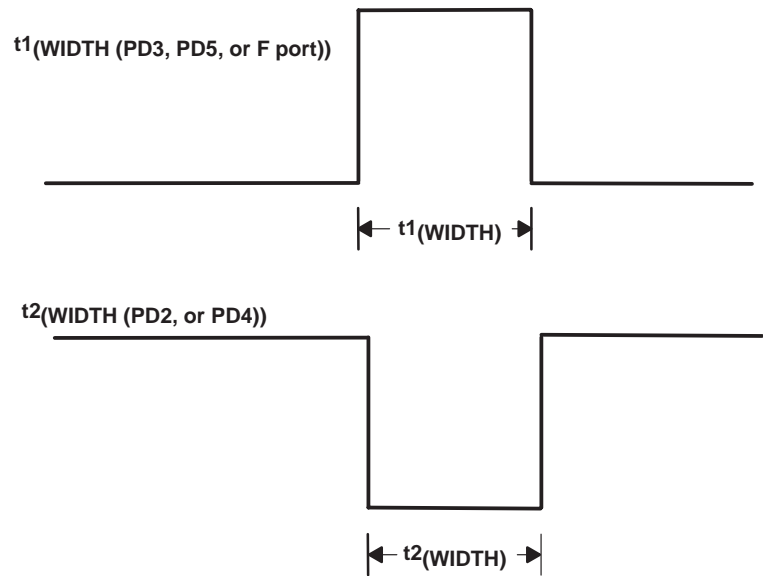 t1(WIDTH (PD3, PD5, or F port))
t1(WIDTH)
t2(WIDTH (PD2, or PD4))
t2(WIDTH)